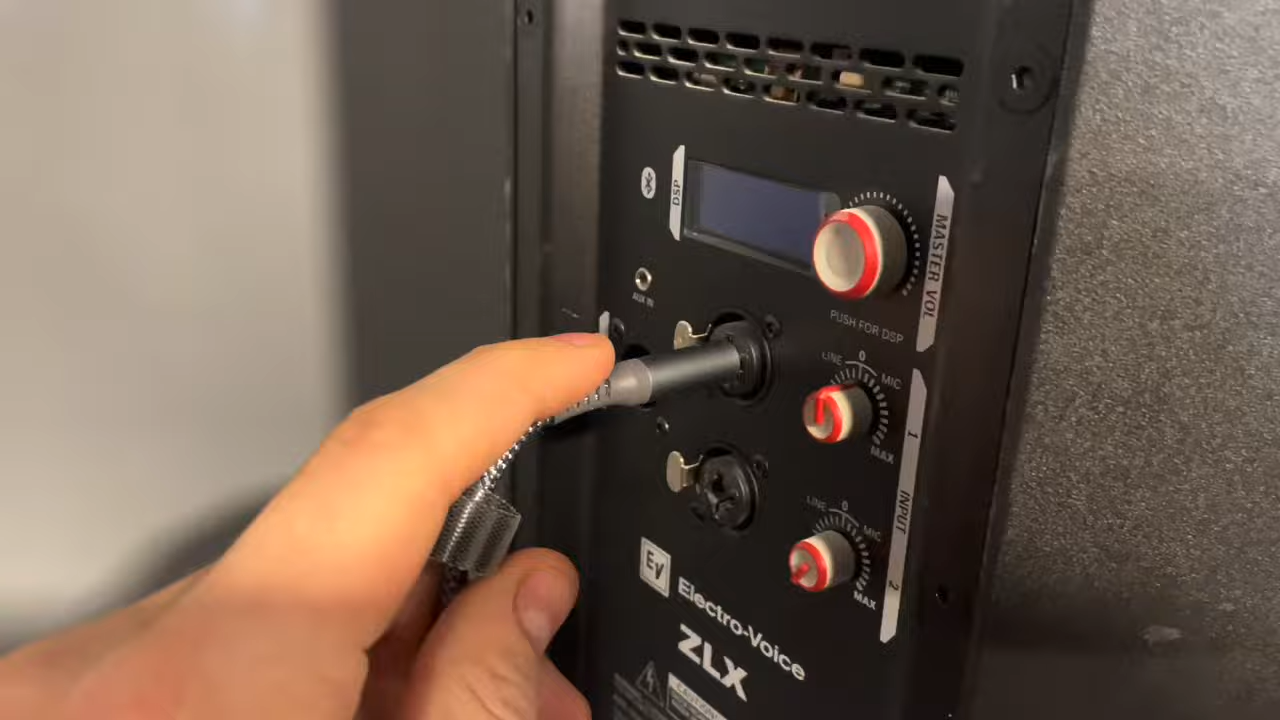 DSP
MASTER VOL
AUX IN
PUSH FOR DSP
LINE 0 MIC
MAX
1
INPUT
LINE 0 MIC
MAX
2
EV
Electro-Voice
ZLX
CAUTION